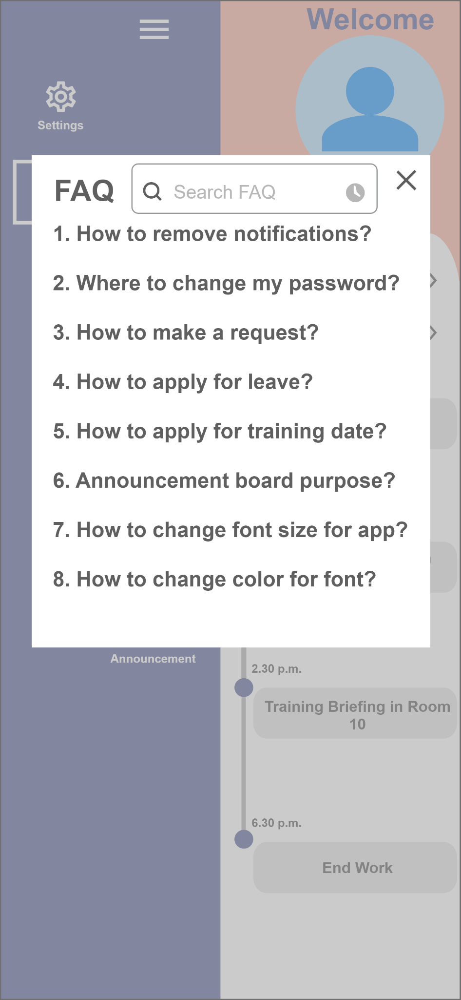 Welcome
Settings
FAQ
Search FAQ
1. How to remove notifications?
2. Where to change my password?
3. How to make a request?
4. How to apply for leave?
5. How to apply for training date?
6. Announcement board purpose?
7. How to change font size for app?
8. How to change color for font?
Announcement
2.30 p.m.
Training Briefing in Room
10
6.30 p.m.
End Work